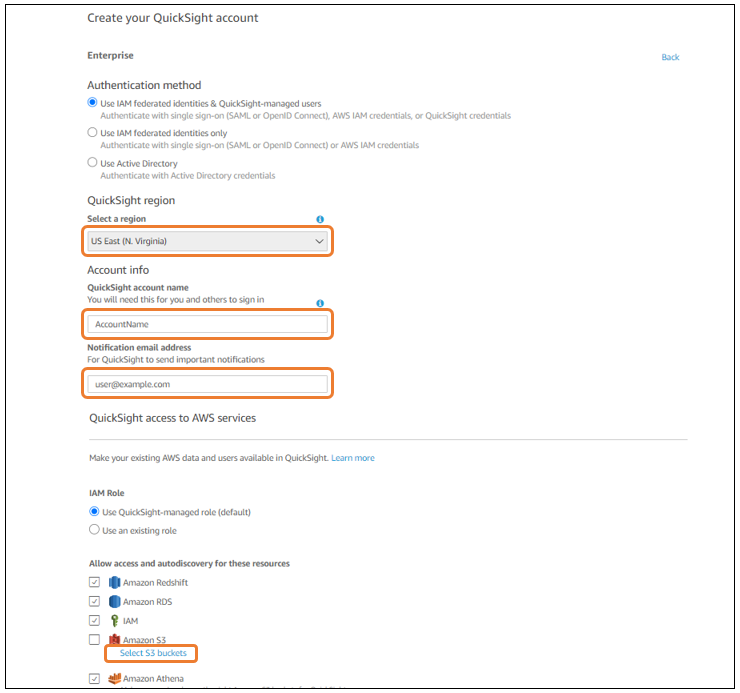 Create your QuickSight account
Enterprise
Back
Authentication method
Use IAM federated identities & QuickSight-managed users
Authenticate with single sign-on (SAML or OpenID Connect), AWS IAM credentials, or QuickSight credentials
Use IAM federated identities only
Authenticate with single sign-on (SAML or OpenID Connect) or AWS IAM credentials
Use Active Directory
Authenticate with Active Directory credentials
QuickSight region
Select a region
US East (N. Virginia)
Account info
QuickSight account name
You will need this for you and others to sign in
AccountName
Notification email address
For QuickSight to send important notifications
user@example.com
QuickSight access to AWS services
Make your existing AWS data and users available in QuickSight. Learn more
IAM Role
Use QuickSight-managed role (default)
Use an existing role
Allow access and autodiscovery for these resources
Amazon Redshift
Amazon RDS
IAM
Amazon S3
Select S3 buckets
Amazon Athena